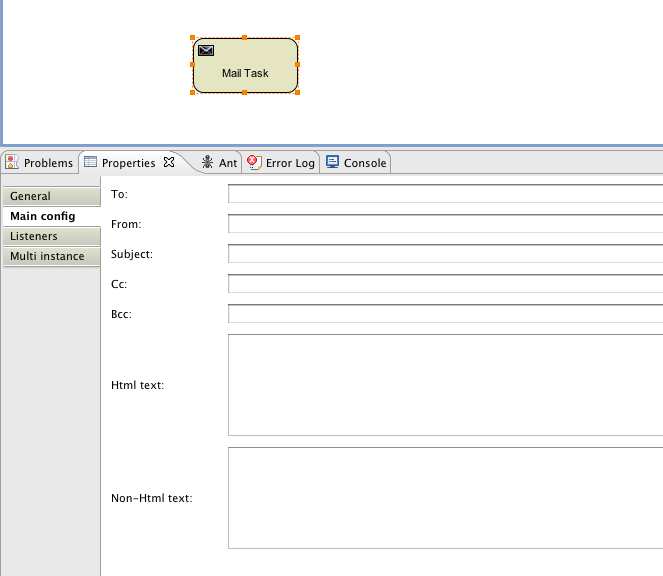 Mail Task
Problems
Properties
Ant
Error Log
Console
General
Main config
Listeners
Multi instance
To:
From:
Subject:
Cc:
Bcc:
Html text:
Non-Html text: